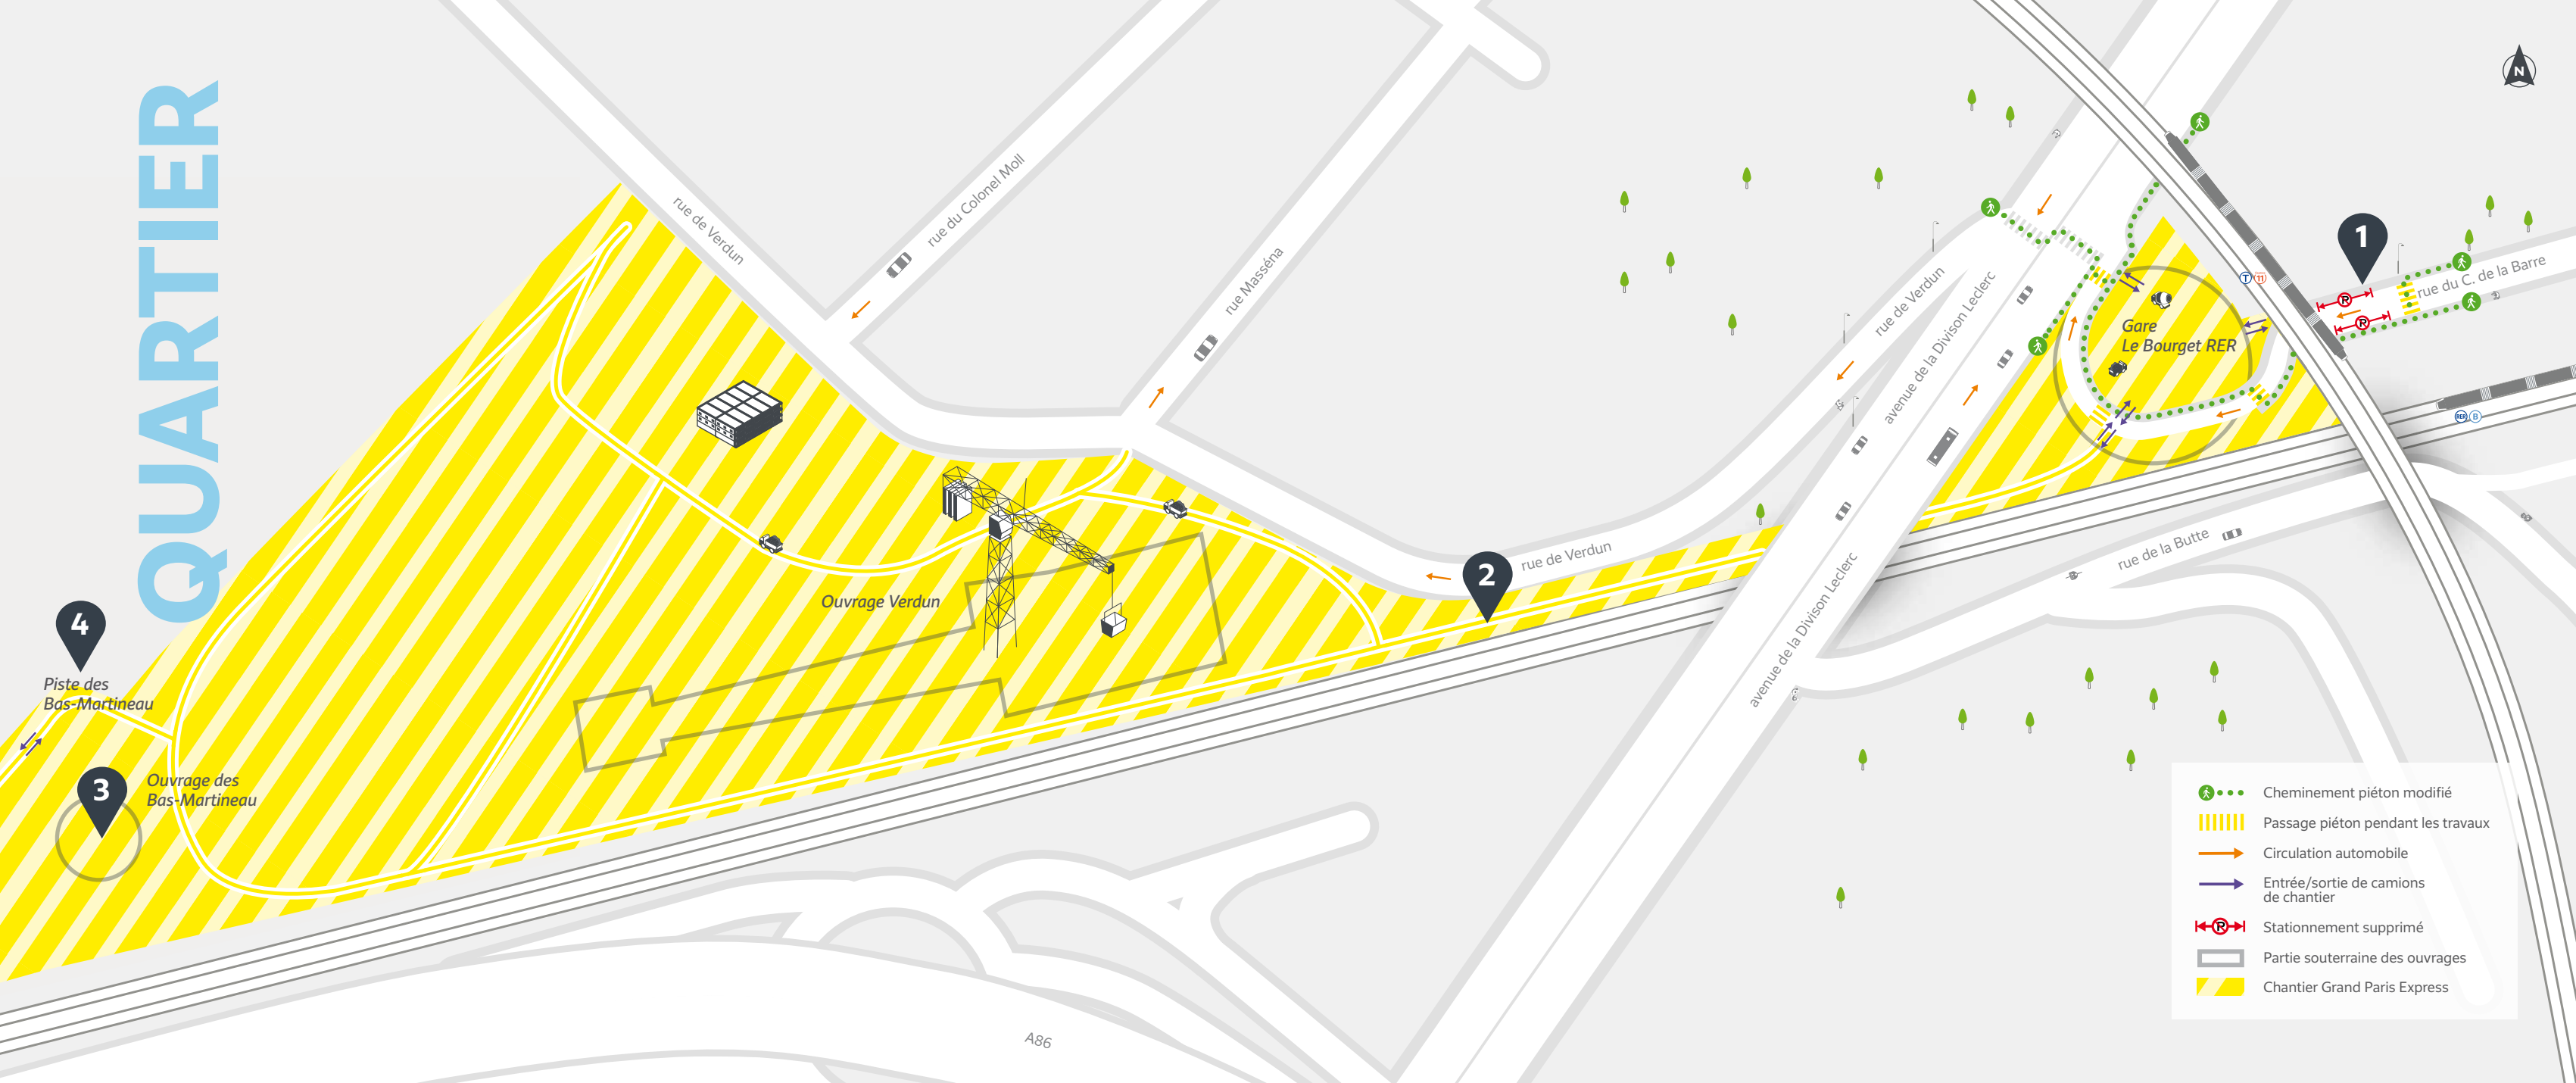 QUARTIER
N
rue de Verdun
rue du Colonel Moll
rue Masséna
rue de Verdun
avenue de la Divison Leclerc
Gare
Le Bourget RER
T 11
1
rue du C. de la Barre
P
P
RER B
2
rue de Verdun
rue de la Butte
avenue de la Divison Leclerc
Ouvrage Verdun
4
Piste des
Bas-Martineau
3
Ouvrage des
Bas-Martineau
A86
Cheminement piéton modifié
Passage piéton pendant les travaux
Circulation automobile
Entrée/sortie de camions
de chantier
P
Stationnement supprimé
Partie souterraine des ouvrages
Chantier Grand Paris Express